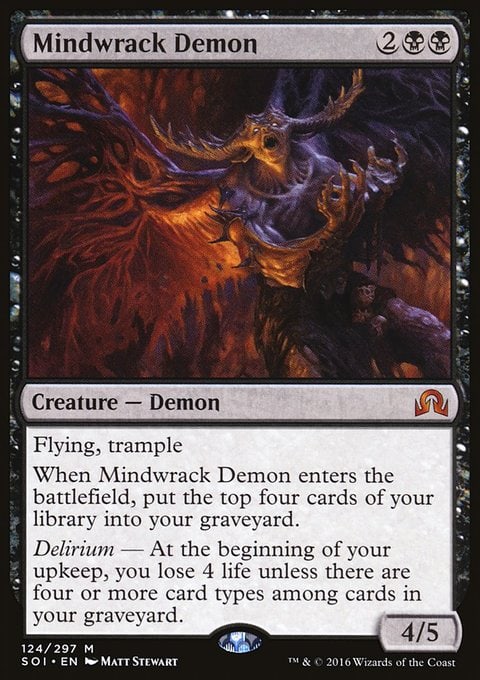 Mindwrack Demon 2
Creature — Demon
Flying, trample
When Mindwrack Demon enters the
battlefield, put the top four cards of your
library into your graveyard.
Delirium — At the beginning of your
upkeep, you lose 4 life unless there are
four or more card types among cards in
your graveyard.
4/5
124/297 M
SOI • EN Matt Stewart
™ & © 2016 Wizards of the Coast